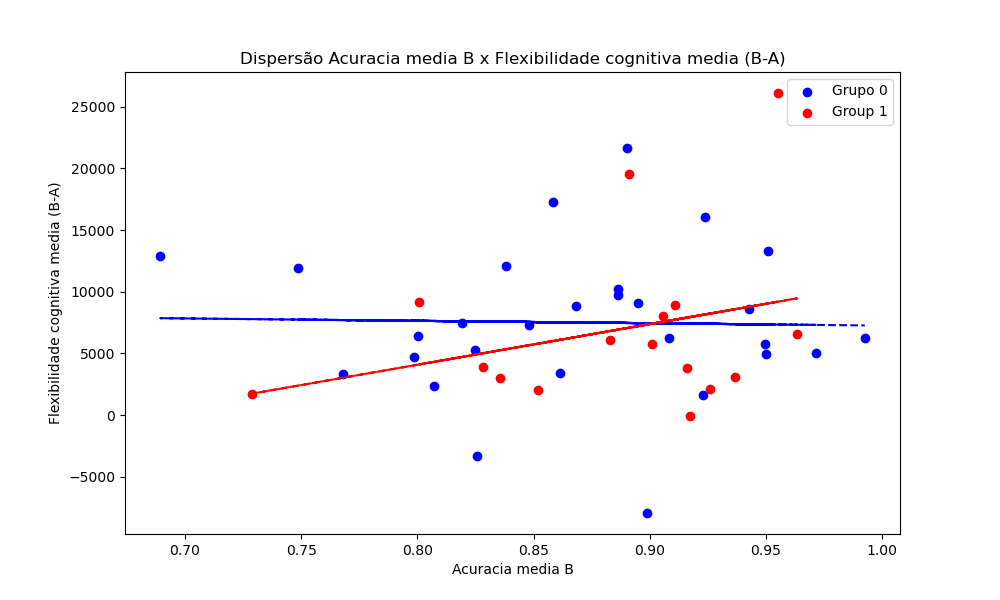 Dispersão Acuracia media B x Flexibilidade cognitiva media (B-A)
Grupo 0
Group 1
25000
20000
15000
10000
5000
0
−5000
Flexibilidade cognitiva media (B-A)
0.70 0.75 0.80 0.85 0.90 0.95 1.00
Acuracia media B